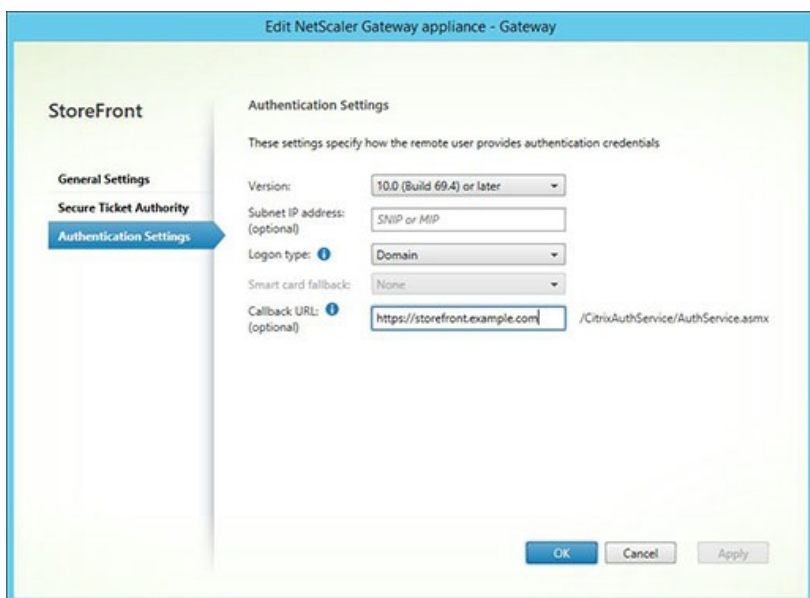 Edit NetScaler Gateway appliance - Gateway
StoreFront
General Settings
Secure Ticket Authority
Authentication Settings
Authentication Settings
These settings specify how the remote user provides authentication credentials
Version: 10.0 (Build 69.4) or later
Subnet IP address: SNIP or MIP
(optional)
Logon type: Domain
Smart card fallback: None
Callback URL: https://storefront.example.com /CitrixAuthService/AuthService.asmx
(optional)
OK Cancel Apply